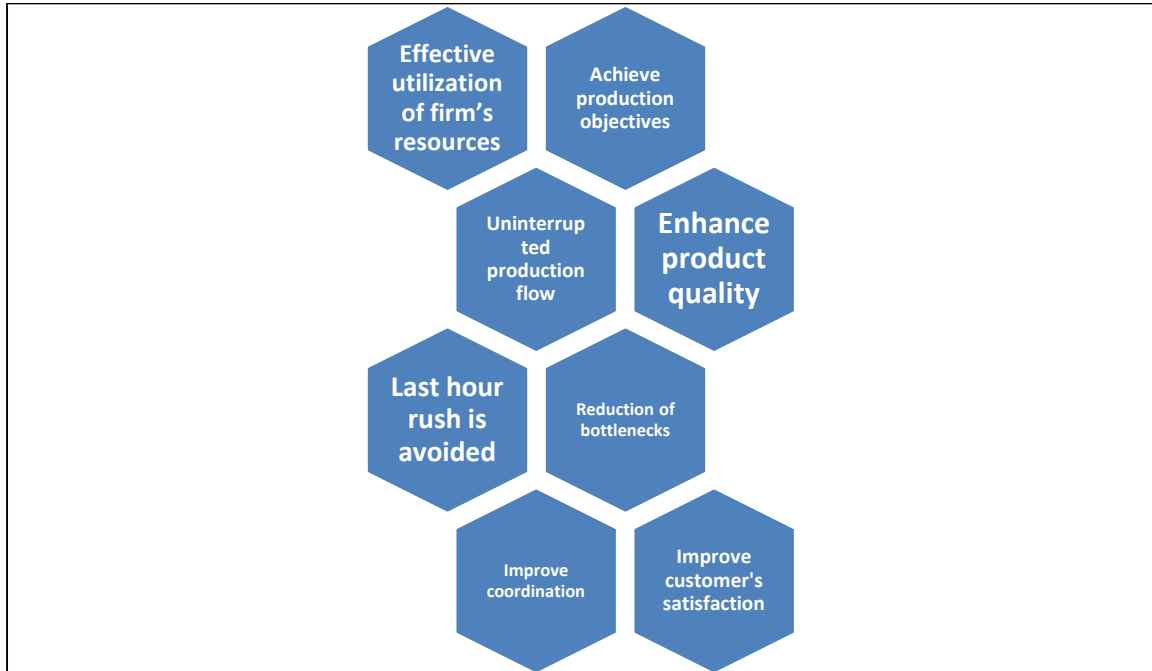 Effective
utilization
of firm’s
resources
Achieve
production
objectives
Uninterrup
ted
production
flow
Enhance
product
quality
Last hour
rush is
avoided
Reduction of
bottlenecks
Improve
coordination
Improve
customer's
satisfaction